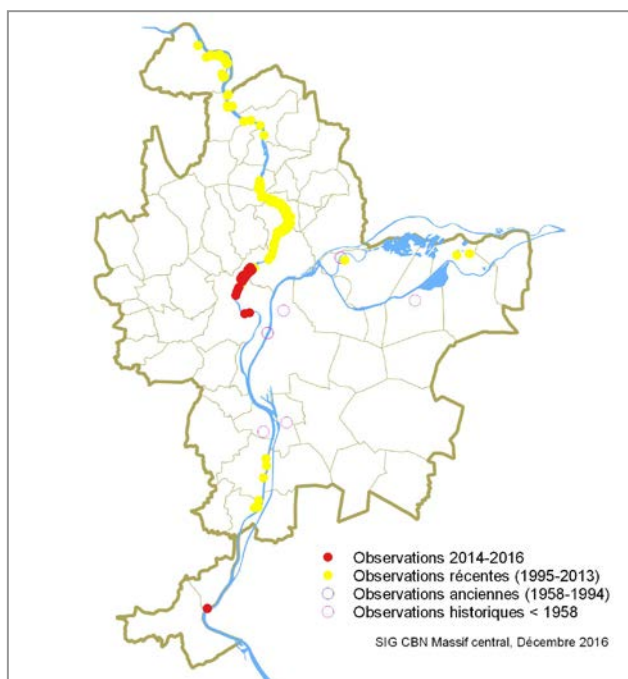 Observations 2014-2016
Observations récentes (1995-2013)
Observations anciennes (1958-1994)
Observations historiques < 1958
SIG CBN Massif central, Décembre 2016